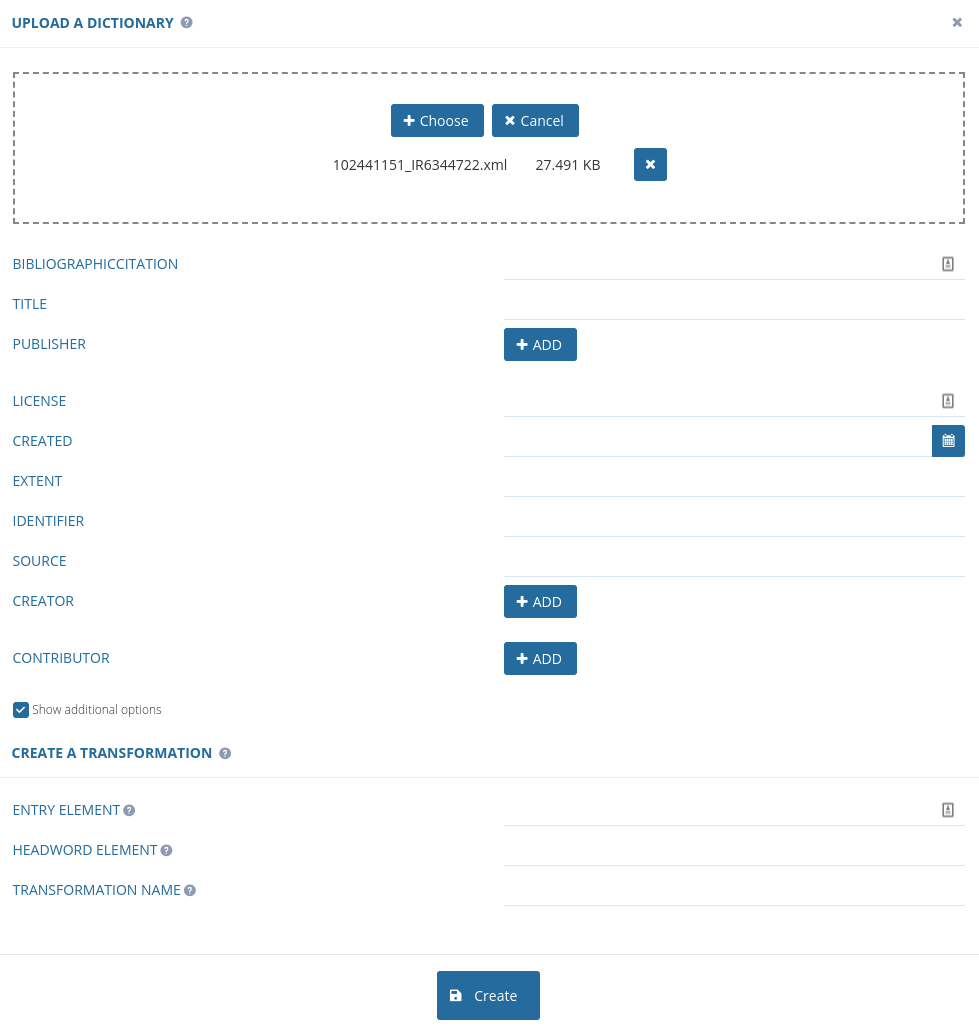 UPLOAD A DICTIONARY
Choose Cancel
102441151_IR6344722.xml 27.491 KB
BIBLIOGRAPHICCITATION
TITLE
PUBLISHER ADD
LICENSE
CREATED
EXTENT
IDENTIFIER
SOURCE
CREATOR ADD
CONTRIBUTOR ADD
Show additional options
CREATE A TRANSFORMATION
ENTRY ELEMENT
HEADWORD ELEMENT
TRANSFORMATION NAME
Create